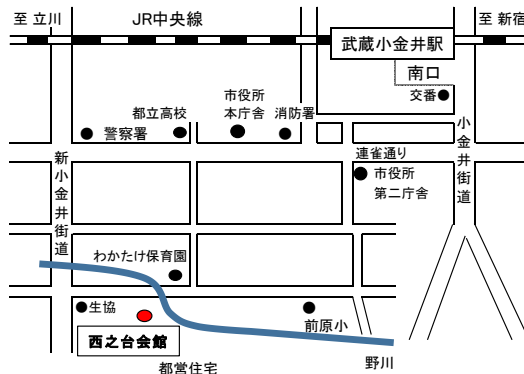 至 立川
JR中央線
至 新宿
武蔵小金井駅
南口
交番
市役所
本庁舎
都立高校
消防署
警察署
小金井街道
新小金井街道
連雀通り
市役所
第二庁舎
わかたけ保育園
生協
前原小
西之台会館
都営住宅
野川